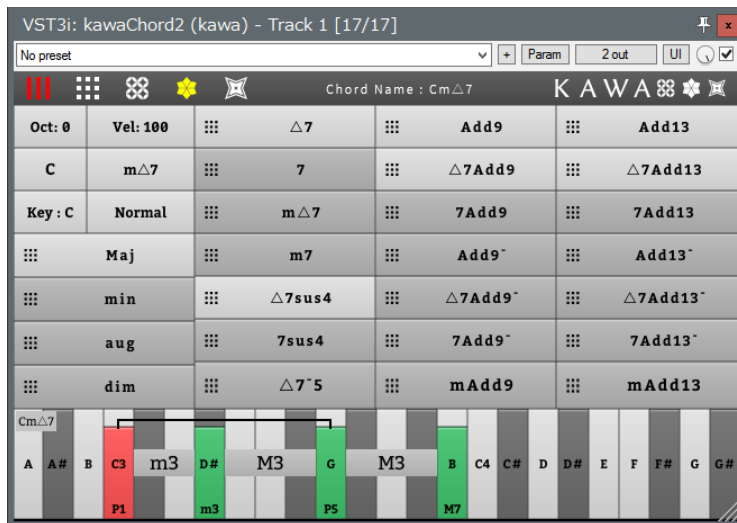 VST3i: kawaChord2 (kawa) - Track 1 [17/17]
No preset + Param 2 out UI
Chord Name : Cm△7 KAWA
Oct: 0 Vel: 100 △7 Add9 Add13
C m△7 7 △7Add9 △7Add13
Key : C Normal m△7 7Add9 7Add13
Maj m7 Add9⁻ Add13⁻
min △7sus4 △7Add9⁻ △7Add13⁻
aug 7sus4 7Add9⁻ 7Add13⁻
dim △7⁻5 mAdd9 mAdd13
Cm△7
A A# B C3 m3 D# M3 G M3 B C4 C# D D# E F F# G G#
P1 m3 P5 M7